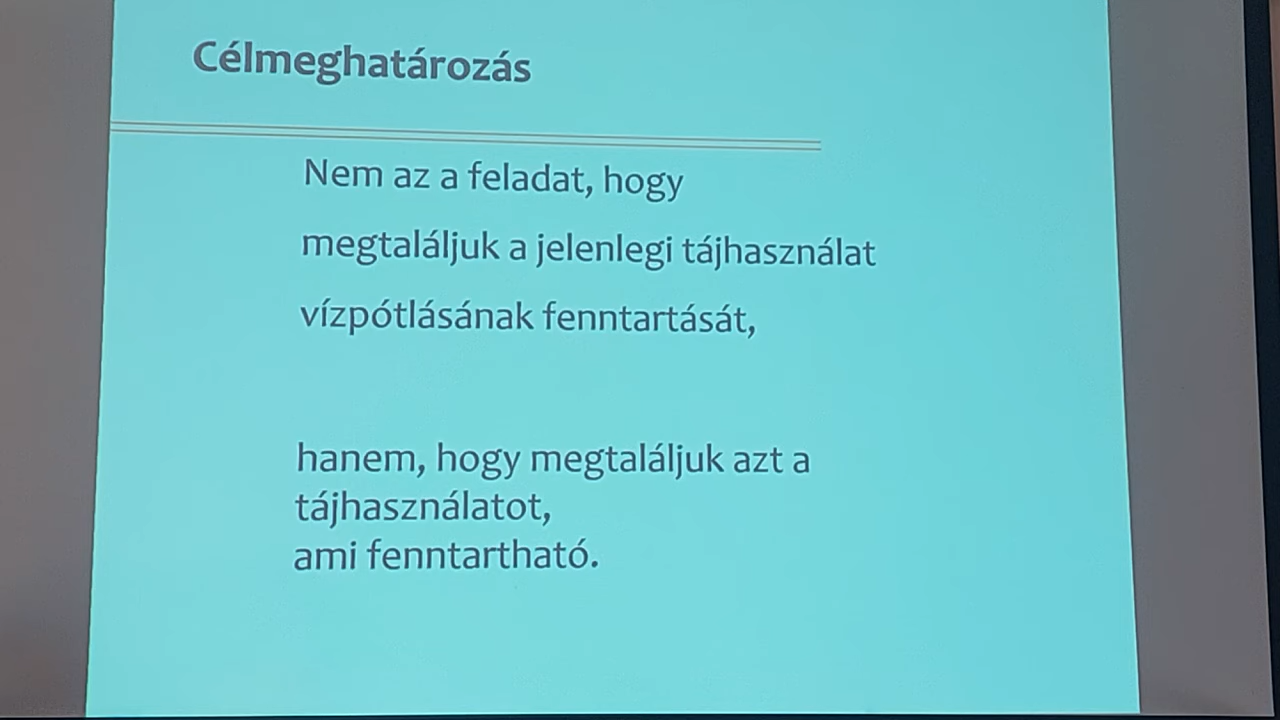 Célmeghatározás
Nem az a feladat, hogy
megtaláljuk a jelenlegi tájhasználat
vízpótlásának fenntartását,
hanem, hogy megtaláljuk azt a
tájhasználatot,
ami fenntartható.